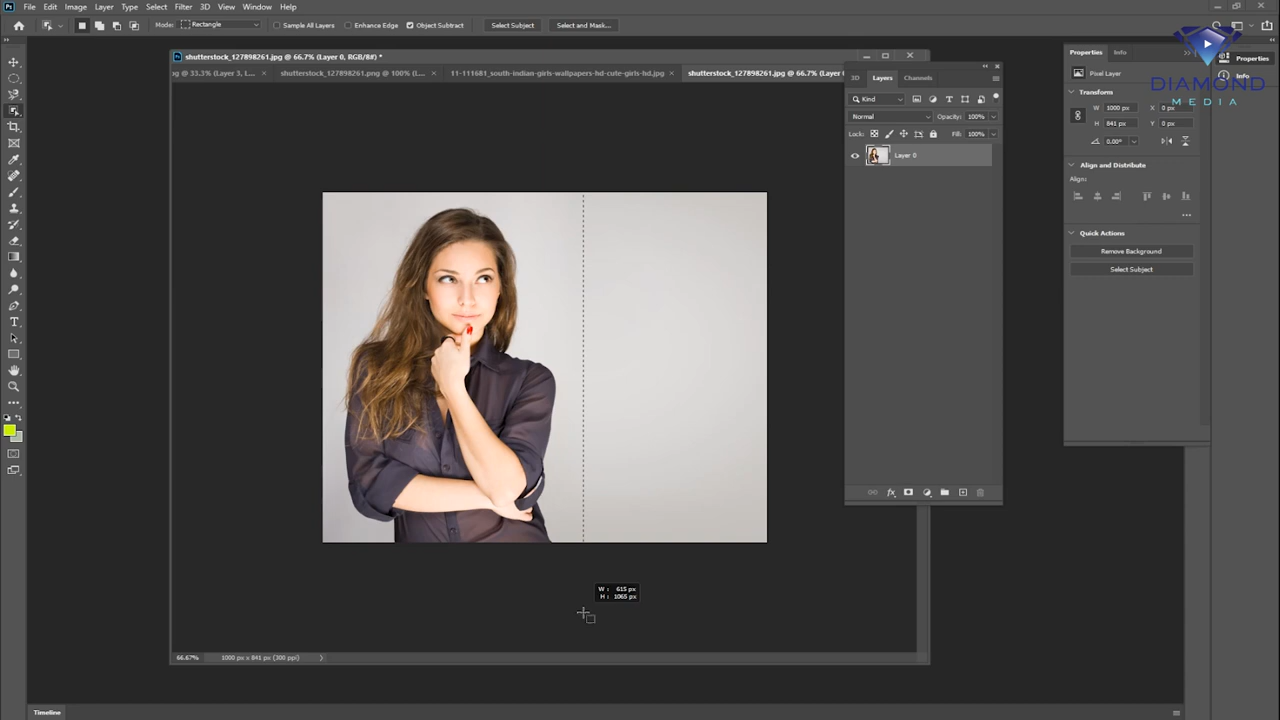 File Edit Image Layer Type Select Filter 3D View Window Help
Mode: Rectangle Sample All Layers Enhance Edge Object Subtract Select Subject Select and Mask...
shutterstock_127898261.jpg @ 66.7% (Layer 0, RGB/8#) *
pg @ 33.3% (Layer 3, L... × shutterstock_127898261.png @ 100% (L... × 11-111681_south-indian-girls-wallpapers-hd-cute-girls-hd.jpg × shutterstock_127898261.jpg @ 66.7% (Layer
3D Layers Channels
Kind
Normal Opacity: 100%
Lock: Fill: 100%
Layer 0
Properties Info
Pixel Layer
Transform
W 1000 px X 0 px
H 841 px Y 0 px
0.00°
Align and Distribute
Align:
Quick Actions
Remove Background
Select Subject
Properties
Info
DIAMOND
MEDIA
W : 615 px
H : 1065 px
66.67% 1000 px x 841 px (300 ppi)
Timeline